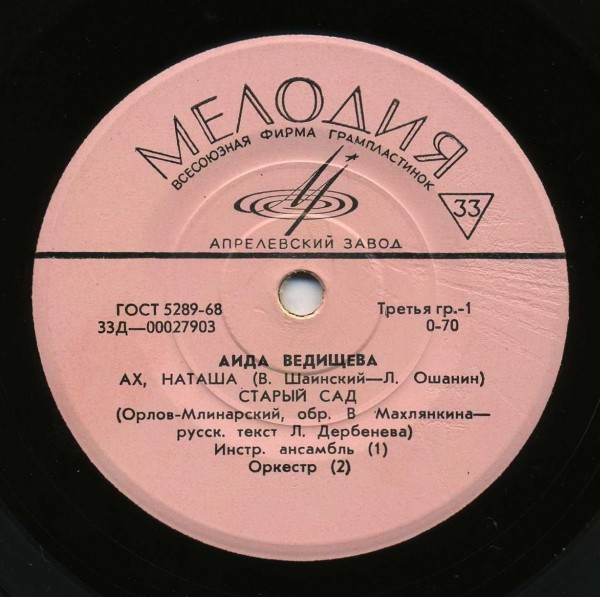 МЕЛОДИЯ
ВСЕСОЮЗНАЯ ФИРМА ГРАМПЛАСТИНОК
33
АПРЕЛЕВСКИЙ ЗАВОД
ГОСТ 5289-68 Третья гр.-1
33Д—00027903 0-70
АИДА ВЕДИЩЕВА
АХ, НАТАША (В. Шаинский—Л. Ошанин)
СТАРЫЙ САД
(Орлов-Млинарский, обр. В Махлянкина—
русск. текст Л. Дербенева)
Инстр. ансамбль (1)
Оркестр (2)